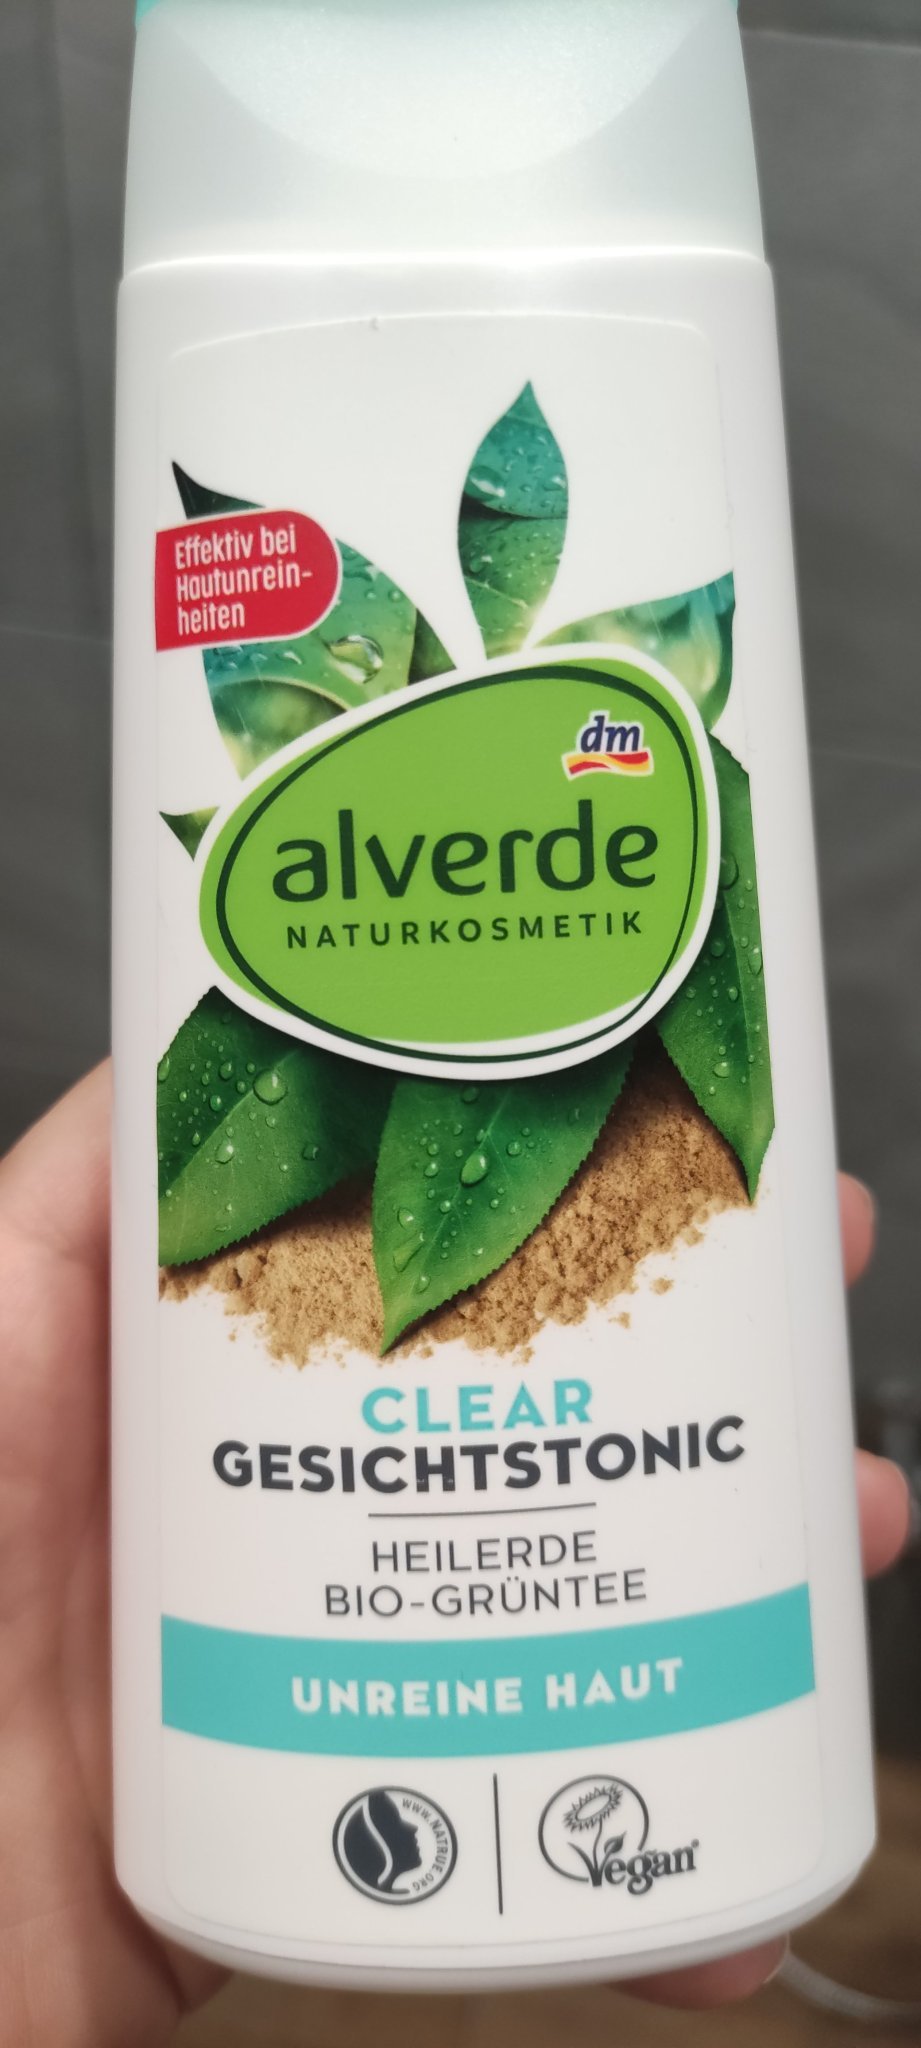 Effektiv bei
Hautunrein-
heiten
dm
alverde
NATURKOSMETIK
CLEAR
GESICHTSTONIC
HEILERDE
BIO-GRÜNTEE
UNREINE HAUT
WWW.NATRUE.ORG
Vegan